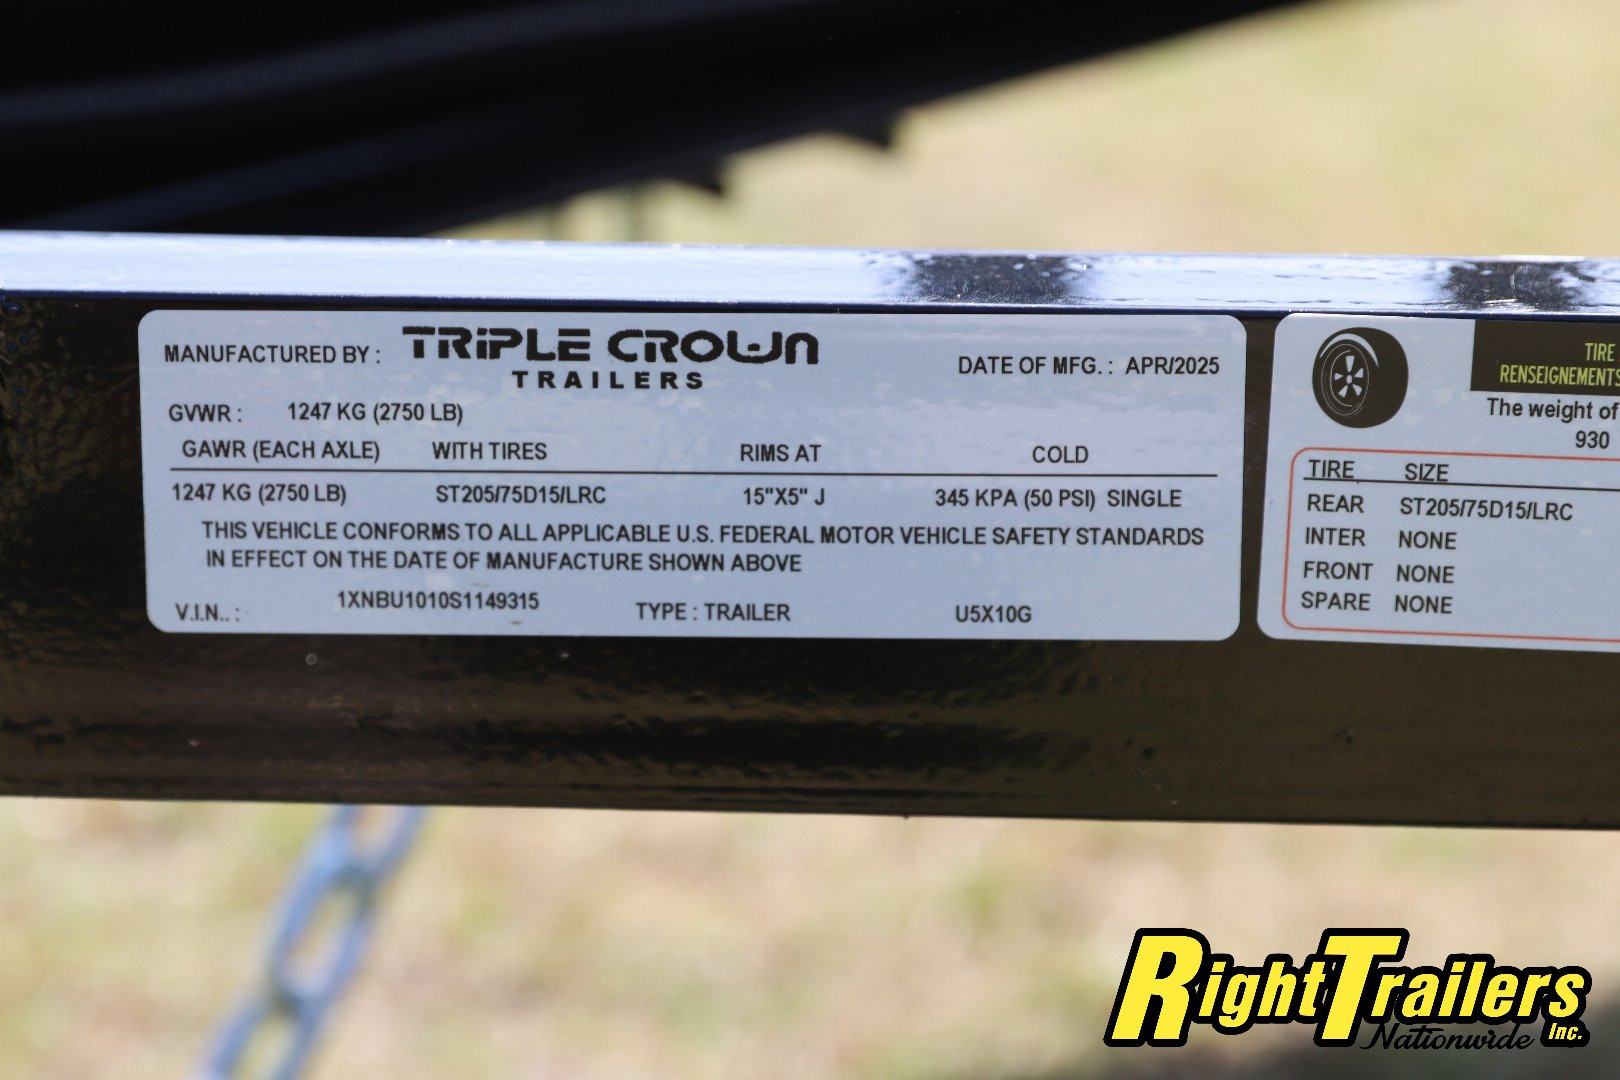 MANUFACTURED BY : TRIPLE CROWN TRAILERS DATE OF MFG. : APR/2025
GVWR : 1247 KG (2750 LB)
GAWR (EACH AXLE) WITH TIRES RIMS AT COLD
1247 KG (2750 LB) ST205/75D15/LRC 15"X5" J 345 KPA (50 PSI) SINGLE
THIS VEHICLE CONFORMS TO ALL APPLICABLE U.S. FEDERAL MOTOR VEHICLE SAFETY STANDARDS
IN EFFECT ON THE DATE OF MANUFACTURE SHOWN ABOVE
V.I.N.. : 1XNBU1010S1149315 TYPE : TRAILER U5X10G
TIRE
RENSEIGNEMENTS
The weight of
930
TIRE SIZE
REAR ST205/75D15/LRC
INTER NONE
FRONT NONE
SPARE NONE
RightTrailers
Nationwide Inc.